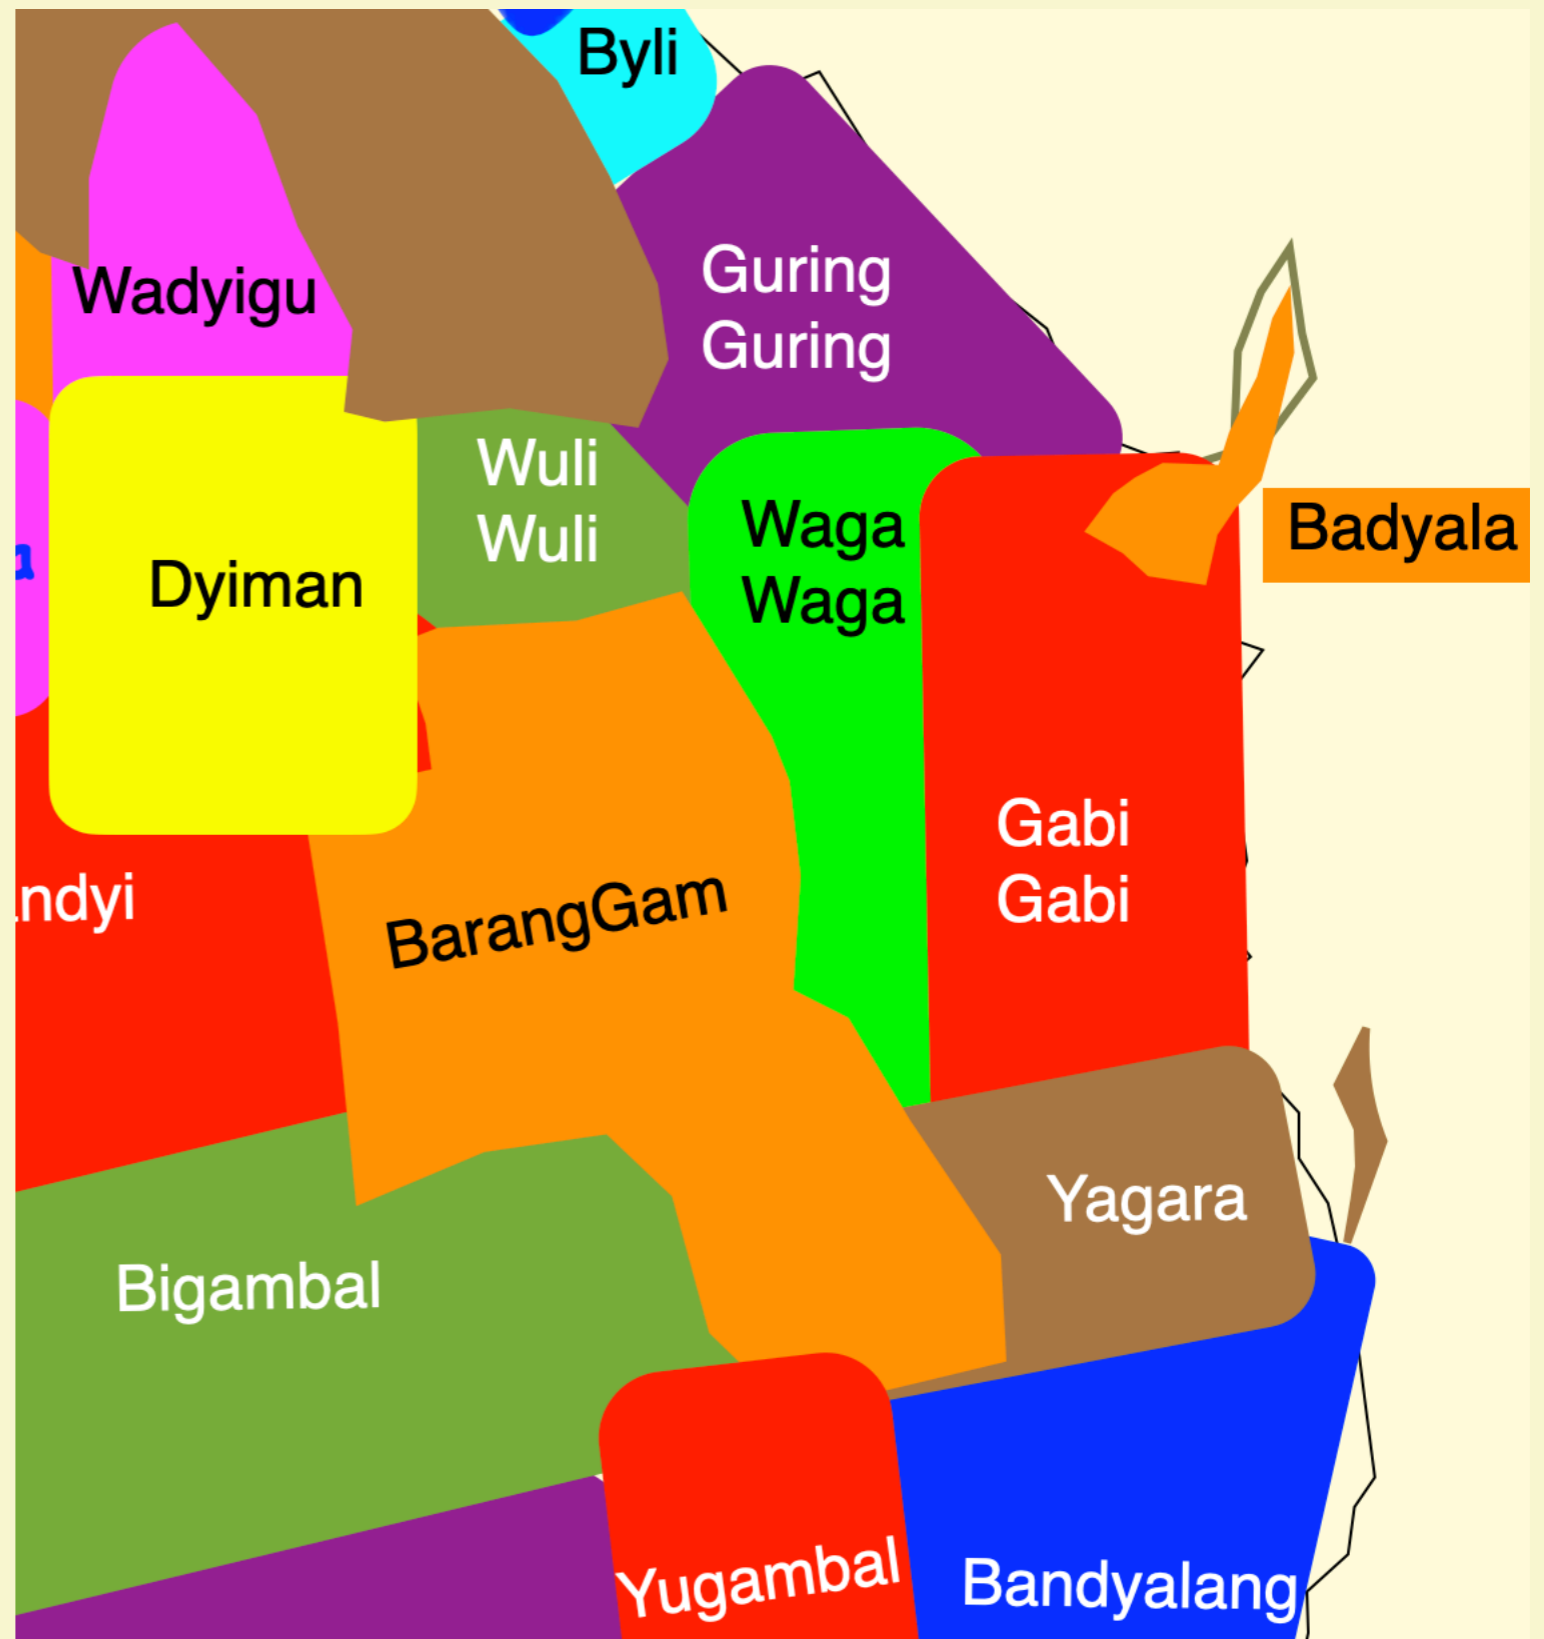 Byli
Guring
Guring
Wadyigu
Wuli
Wuli
Waga
Waga
Badyala
Dyiman
Gabi
Gabi
ndyi
BarangGam
Yagara
Bigambal
Yugambal
Bandyalang